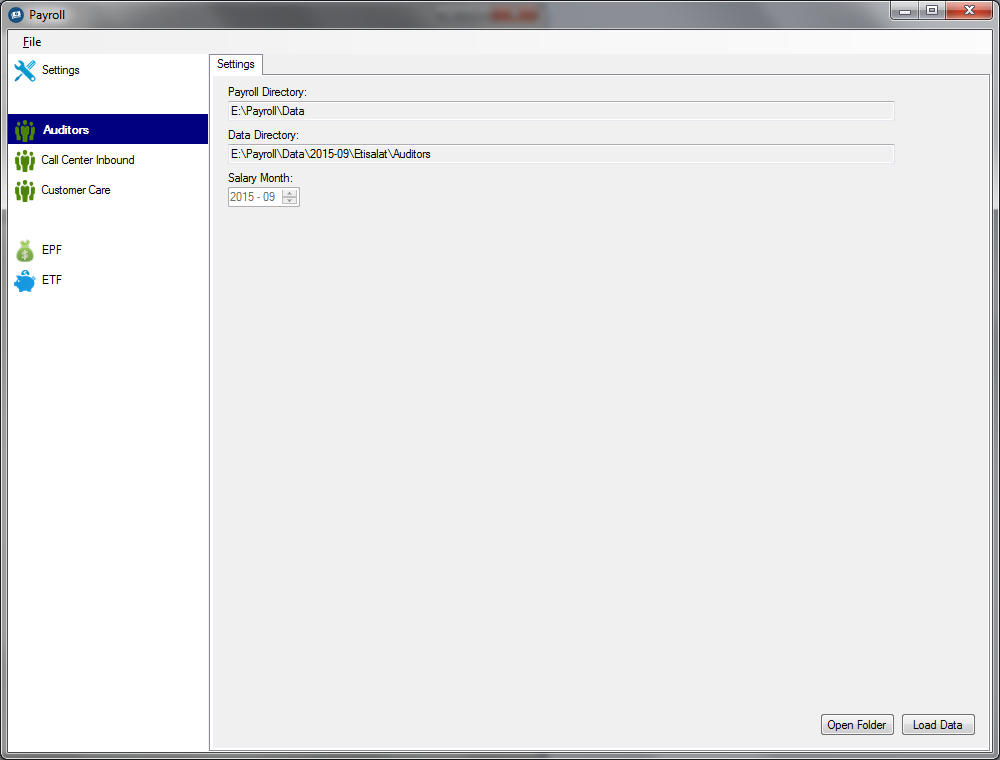 Payroll
File
Settings
Auditors
Call Center Inbound
Customer Care
EPF
ETF
Settings
Payroll Directory:
E:\Payroll\Data
Data Directory:
E:\Payroll\Data\2015-09\Etisalat\Auditors
Salary Month:
2015 - 09
Open Folder
Load Data